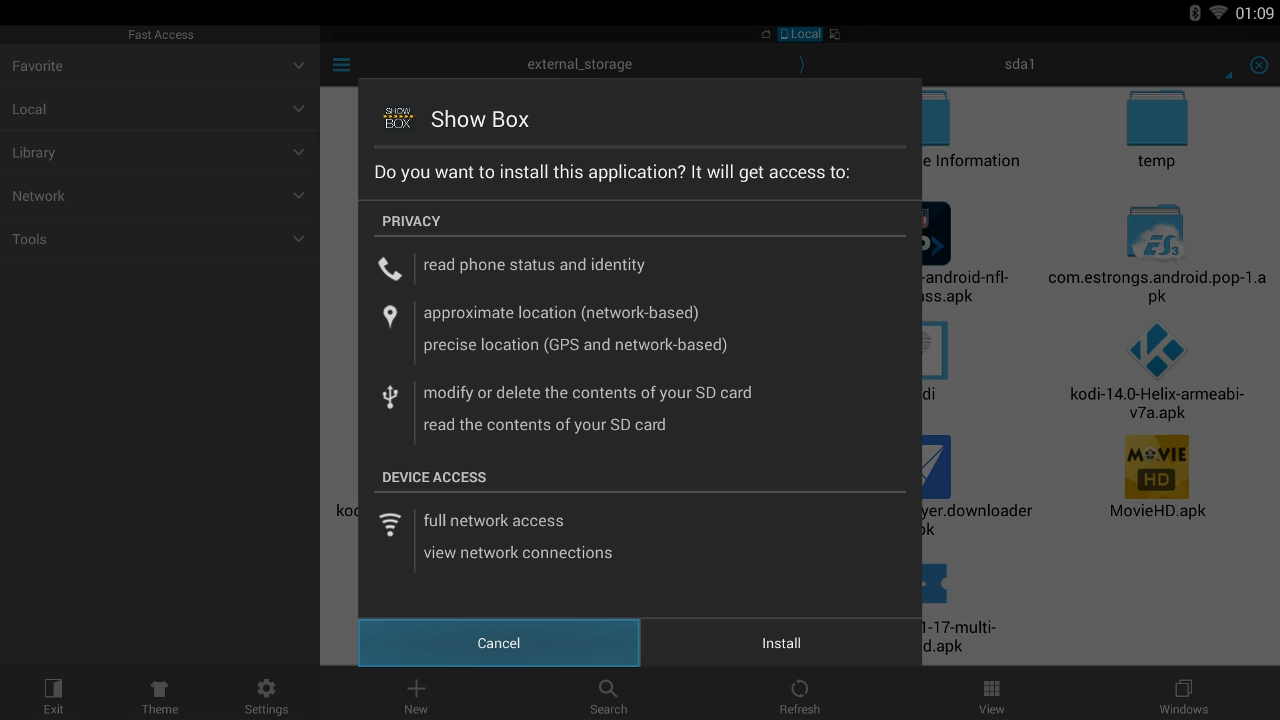 01:09
Fast Access
Local
Favorite
Local
Library
Network
Tools
external_storage
sda1
SHOW
BOX
Show Box
Do you want to install this application? It will get access to:
PRIVACY
read phone status and identity
approximate location (network-based)
precise location (GPS and network-based)
modify or delete the contents of your SD card
read the contents of your SD card
DEVICE ACCESS
full network access
view network connections
Cancel
Install
e Information
temp
-android-nfl-
ss.apk
com.estrongs.android.pop-1.a
pk
di
kodi-14.0-Helix-armeabi-
v7a.apk
koc
yer.downloader
ok
MOVIE
HD
MovieHD.apk
1-17-multi-
d.apk
Exit
Theme
Settings
New
Search
Refresh
View
Windows